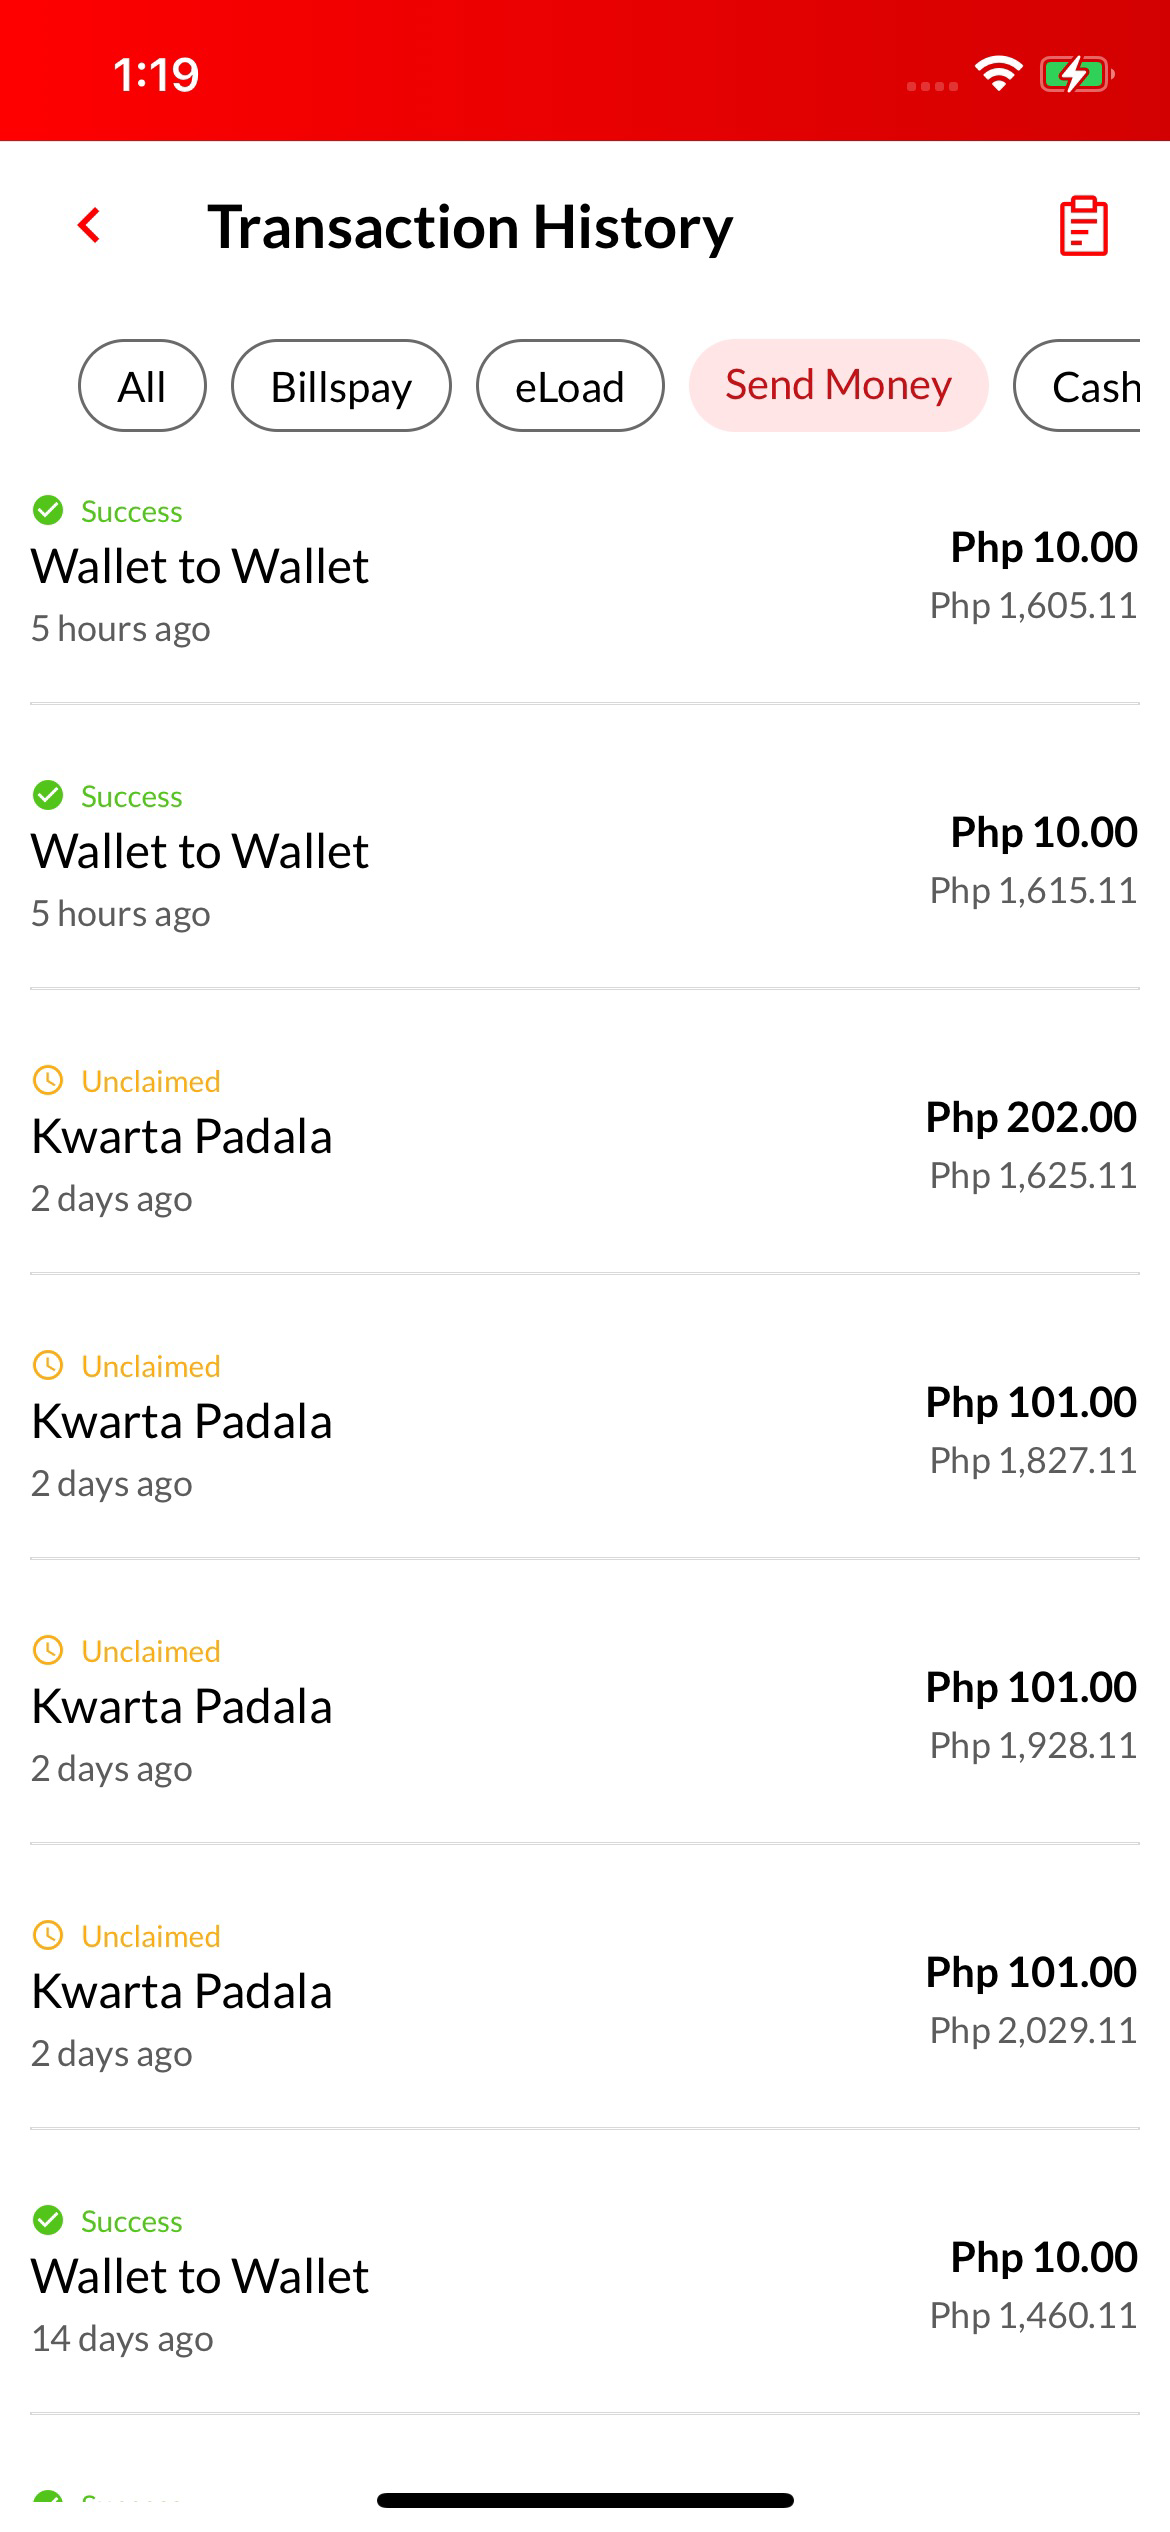 1:19
Transaction History
All Billspay eLoad Send Money Cash
Success
Wallet to Wallet
5 hours ago
Php 10.00
Php 1,605.11
Success
Wallet to Wallet
5 hours ago
Php 10.00
Php 1,615.11
Unclaimed
Kwarta Padala
2 days ago
Php 202.00
Php 1,625.11
Unclaimed
Kwarta Padala
2 days ago
Php 101.00
Php 1,827.11
Unclaimed
Kwarta Padala
2 days ago
Php 101.00
Php 1,928.11
Unclaimed
Kwarta Padala
2 days ago
Php 101.00
Php 2,029.11
Success
Wallet to Wallet
14 days ago
Php 10.00
Php 1,460.11